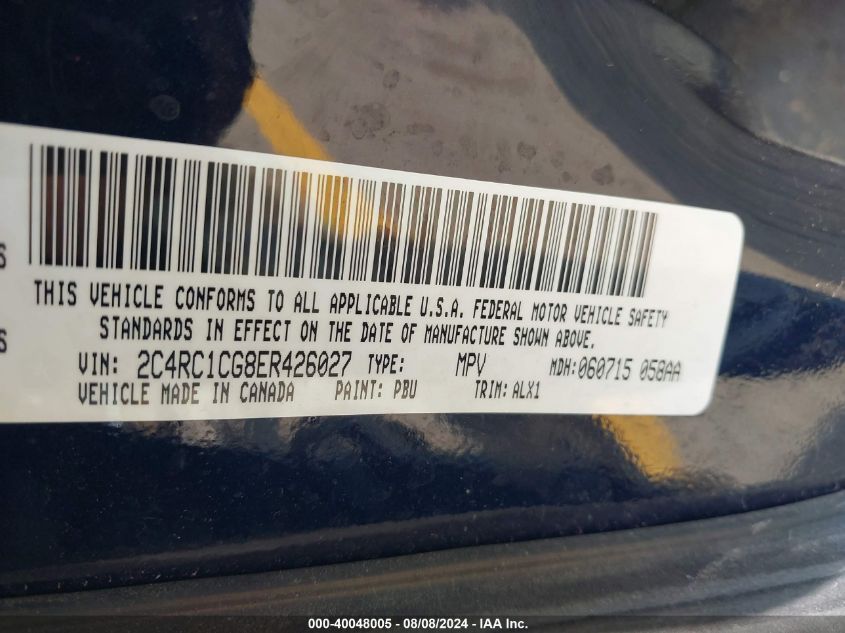 S
THIS VEHICLE CONFORMS TO ALL APPLICABLE U.S.A. FEDERAL MOTOR VEHICLE SAFETY
STANDARDS IN EFFECT ON THE DATE OF MANUFACTURE SHOWN ABOVE.
S
VIN: 2C4RC1CG8ER426027 TYPE: MPV MDH:060715 058AA
VEHICLE MADE IN CANADA PAINT: PBU TRIM: ALX1
000-40048005 - 08/08/2024 - IAA Inc.